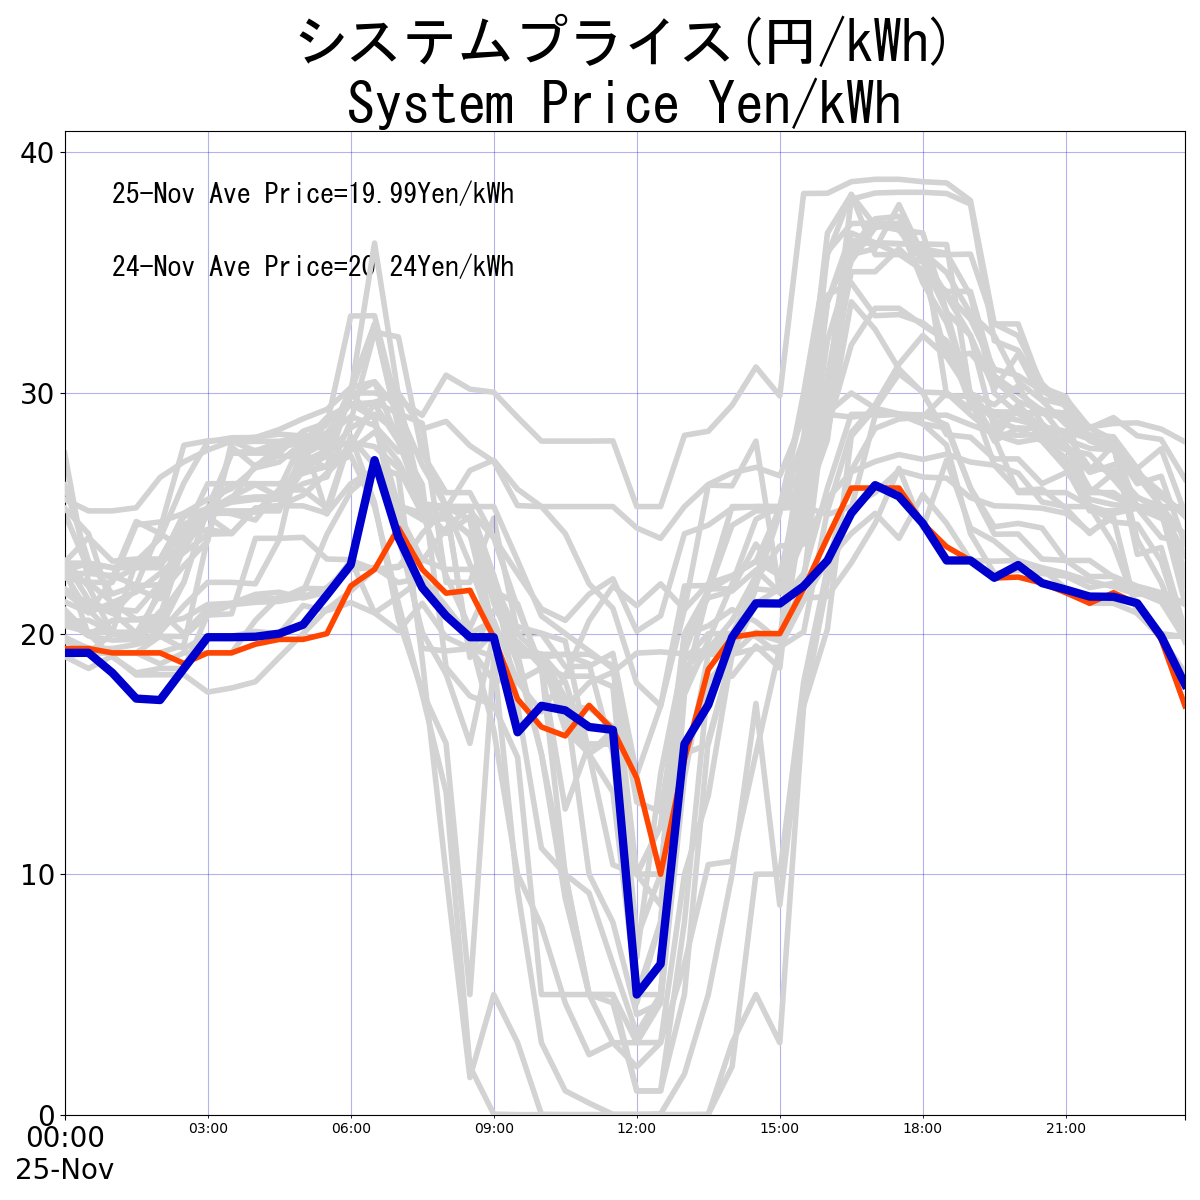 システムプライス(円/kWh)
System Price Yen/kWh
40
25-Nov Ave Price=19.99Yen/kWh
24-Nov Ave Price=20.24Yen/kWh
30
20
10
0
00:00 03:00 06:00 09:00 12:00 15:00 18:00 21:00
25-Nov